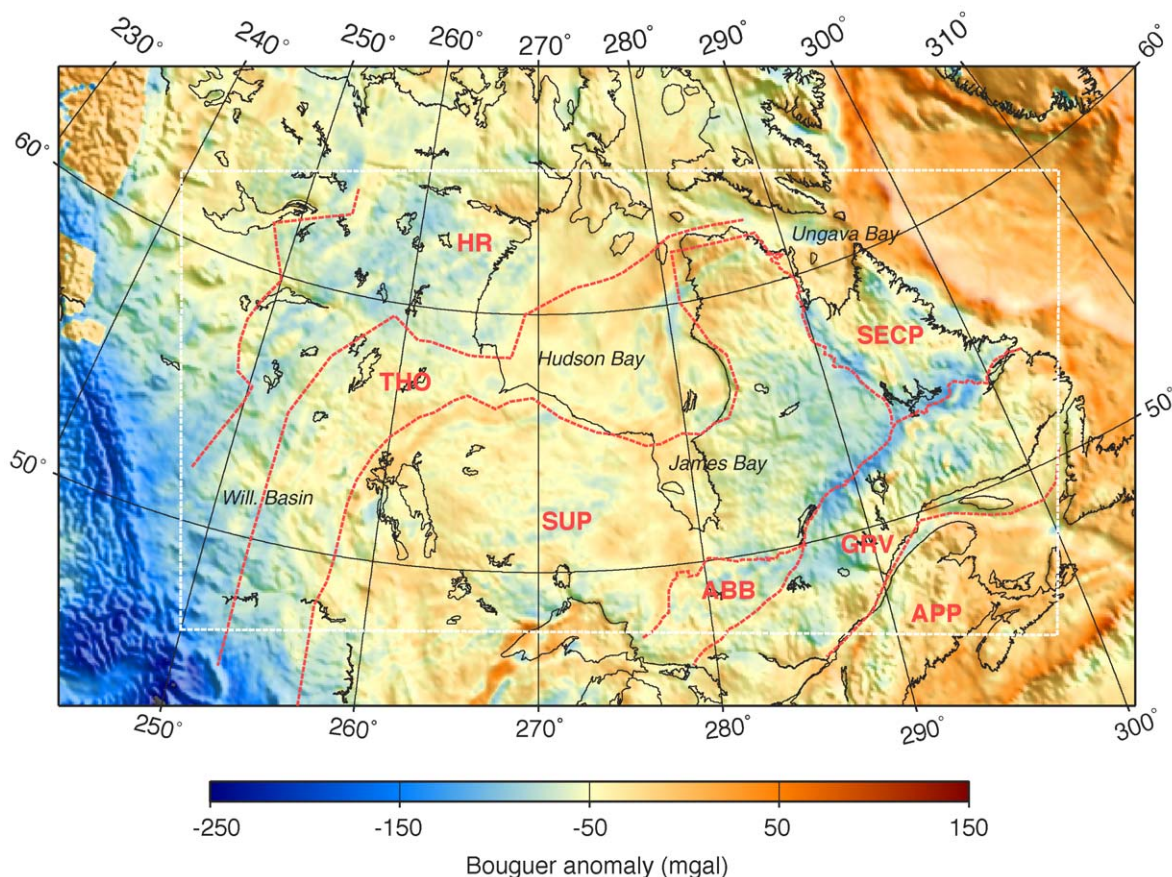 230° 240° 250° 260° 270° 280° 290° 300° 310° 60°
60°
Ungava Bay
HR
SECP
Hudson Bay
THO
50°
50°
James Bay
Will. Basin
SUP
GRV
ABB
APP
250° 260° 270° 280° 290° 300°
-250 -150 -50 50 150
Bouguer anomaly (mgal)